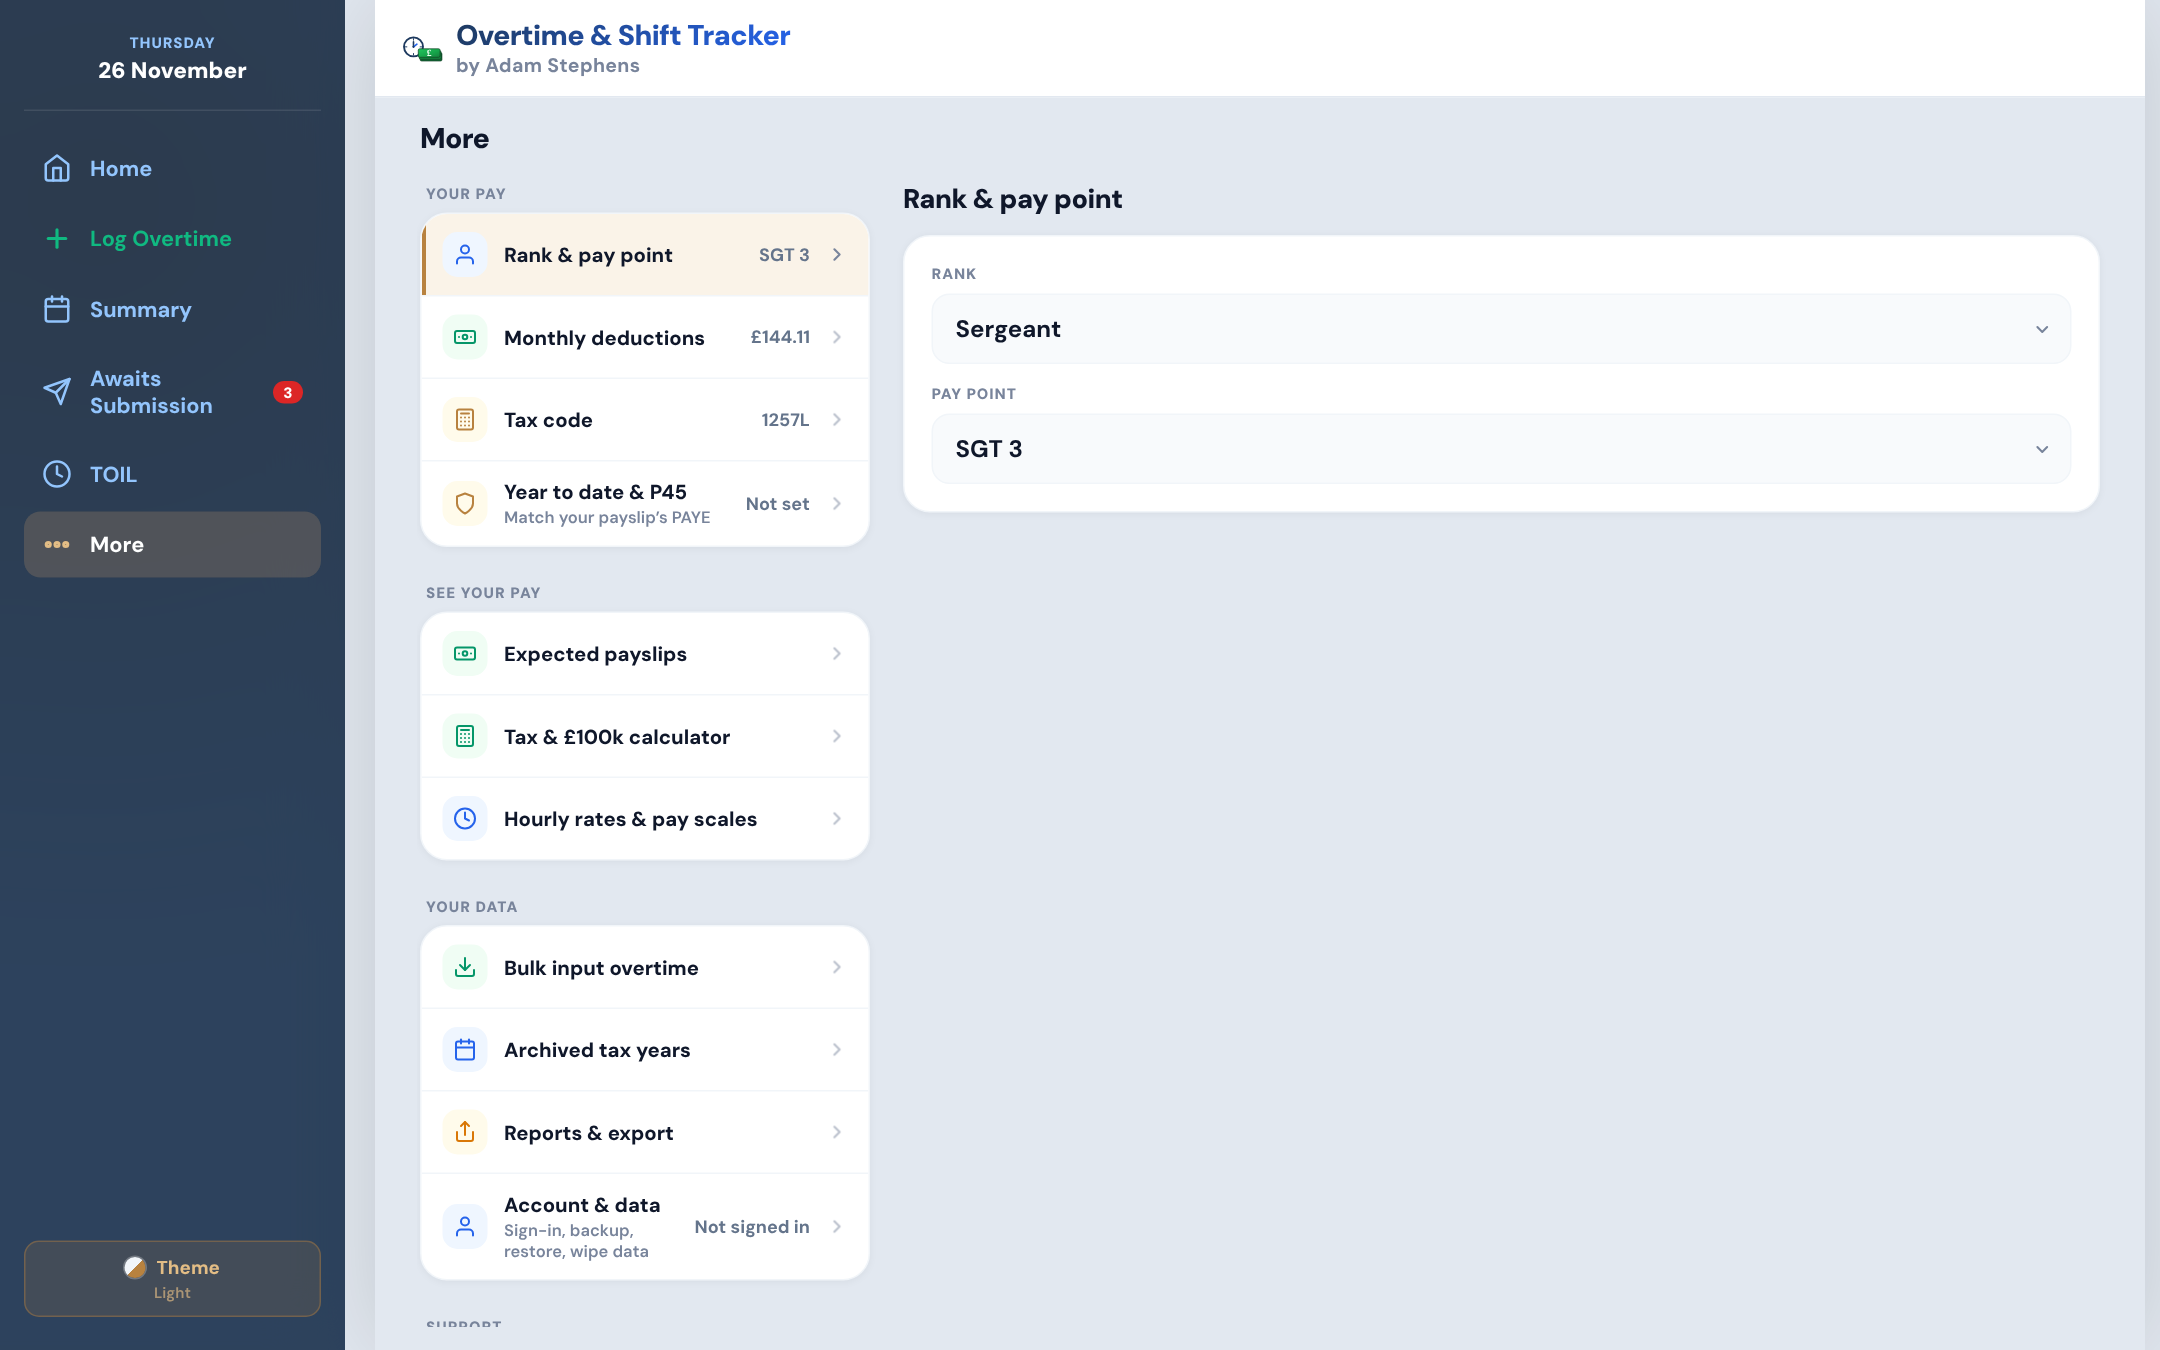 THURSDAY
26 November
Home
Log Overtime
Summary
Awaits
Submission
3
TOIL
More
Theme
Light
£
Overtime & Shift Tracker
by Adam Stephens
More
YOUR PAY
Rank & pay point
SGT 3
Monthly deductions
£144.11
Tax code
1257L
Year to date & P45
Match your payslip’s PAYE
Not set
SEE YOUR PAY
Expected payslips
Tax & £100k calculator
Hourly rates & pay scales
YOUR DATA
Bulk input overtime
Archived tax years
Reports & export
Account & data
Sign-in, backup,
restore, wipe data
Not signed in
SUPPORT
Rank & pay point
RANK
Sergeant
PAY POINT
SGT 3